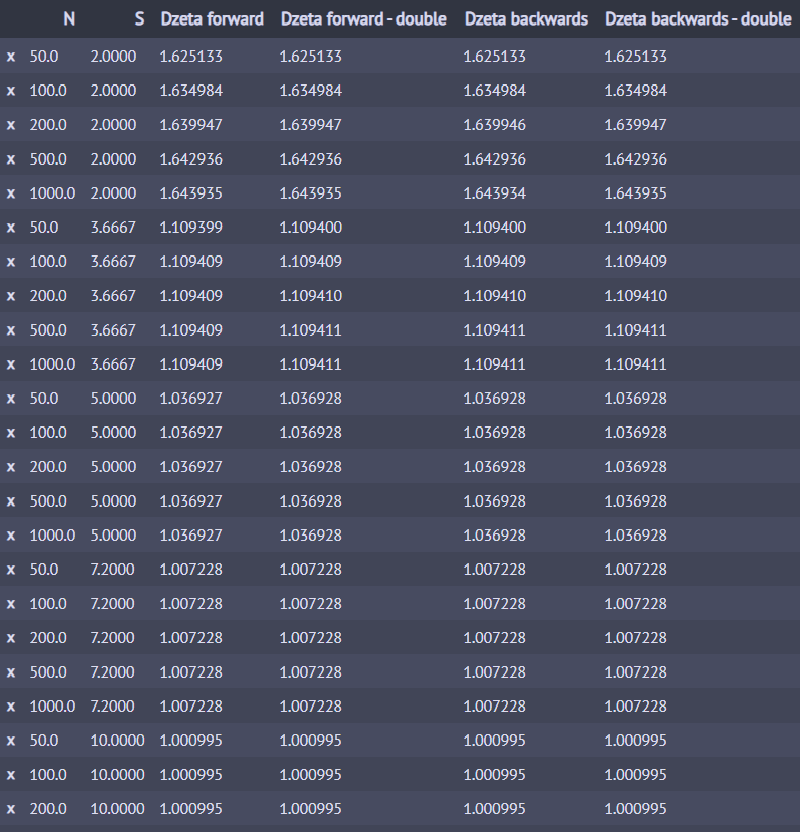 N S Dzeta forward Dzeta forward - double Dzeta backwards Dzeta backwards - double
x 50.0 2.0000 1.625133 1.625133 1.625133 1.625133
x 100.0 2.0000 1.634984 1.634984 1.634984 1.634984
x 200.0 2.0000 1.639947 1.639947 1.639946 1.639947
x 500.0 2.0000 1.642936 1.642936 1.642936 1.642936
x 1000.0 2.0000 1.643935 1.643935 1.643934 1.643935
x 50.0 3.6667 1.109399 1.109400 1.109400 1.109400
x 100.0 3.6667 1.109409 1.109409 1.109409 1.109409
x 200.0 3.6667 1.109409 1.109410 1.109410 1.109410
x 500.0 3.6667 1.109409 1.109411 1.109411 1.109411
x 1000.0 3.6667 1.109409 1.109411 1.109411 1.109411
x 50.0 5.0000 1.036927 1.036928 1.036928 1.036928
x 100.0 5.0000 1.036927 1.036928 1.036928 1.036928
x 200.0 5.0000 1.036927 1.036928 1.036928 1.036928
x 500.0 5.0000 1.036927 1.036928 1.036928 1.036928
x 1000.0 5.0000 1.036927 1.036928 1.036928 1.036928
x 50.0 7.2000 1.007228 1.007228 1.007228 1.007228
x 100.0 7.2000 1.007228 1.007228 1.007228 1.007228
x 200.0 7.2000 1.007228 1.007228 1.007228 1.007228
x 500.0 7.2000 1.007228 1.007228 1.007228 1.007228
x 1000.0 7.2000 1.007228 1.007228 1.007228 1.007228
x 50.0 10.0000 1.000995 1.000995 1.000995 1.000995
x 100.0 10.0000 1.000995 1.000995 1.000995 1.000995
x 200.0 10.0000 1.000995 1.000995 1.000995 1.000995